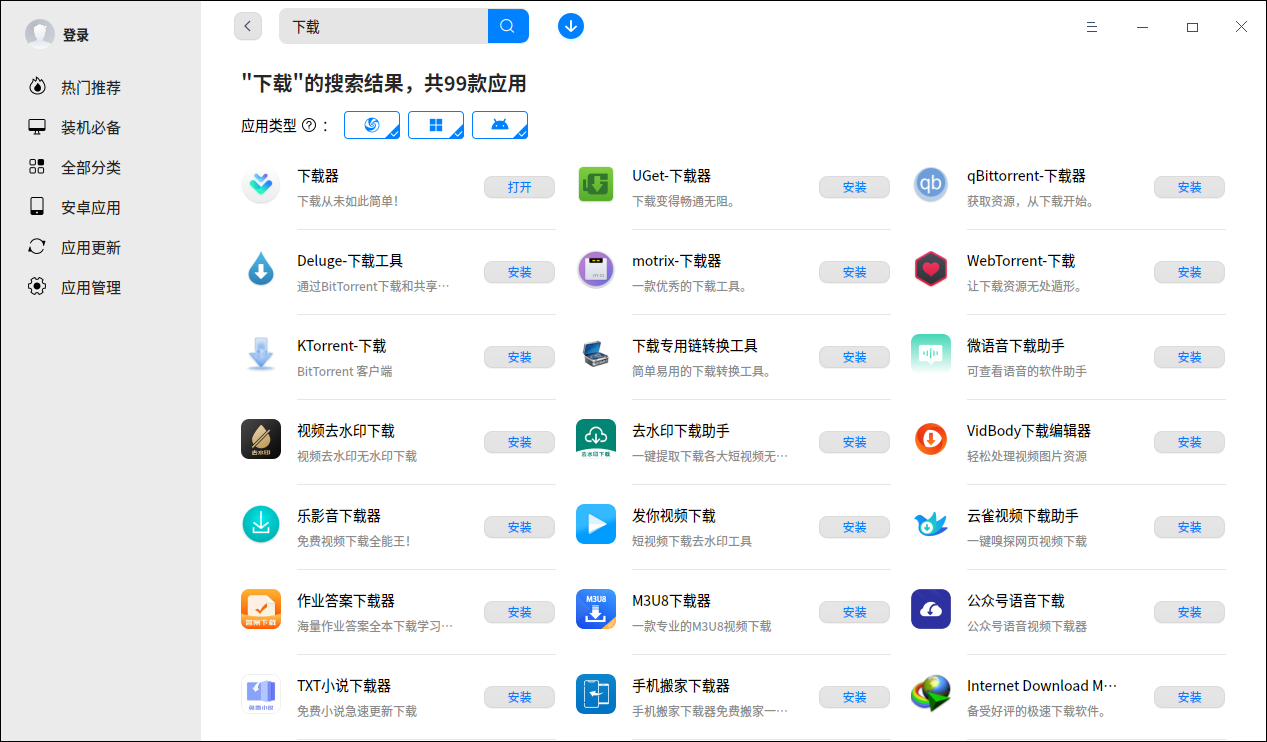 登录
热门推荐
装机必备
全部分类
安卓应用
应用更新
应用管理
下载
"下载"的搜索结果，共99款应用
应用类型 ：
下载器
下载从未如此简单！
打开
UGet-下载器
下载变得畅通无阻。
安装
qBittorrent-下载器
获取资源，从下载开始。
安装
Deluge-下载工具
通过BitTorrent下载和共享…
安装
motrix-下载器
一款优秀的下载工具。
安装
WebTorrent-下载
让下载资源无处遁形。
安装
KTorrent-下载
BitTorrent 客户端
安装
下载专用链转换工具
简单易用的下载转换工具。
安装
微语音下载助手
可查看语音的软件助手
安装
去水印
视频去水印下载
视频去水印无水印下载
安装
去水印下载
去水印下载助手
一键提取下载各大短视频无…
安装
VidBody下载编辑器
轻松处理视频图片资源
安装
乐影音下载器
免费视频下载全能王！
安装
发你视频下载
短视频下载去水印工具
安装
云雀视频下载助手
一键嗅探网页视频下载
安装
作业答案下载器
海量作业答案全本下载学习…
安装
M3U8
M3U8下载器
一款专业的M3U8视频下载
安装
公众号语音下载
公众号语音视频下载器
安装
免费小说
TXT小说下载器
免费小说急速更新下载
安装
手机搬家下载器
手机搬家下载器免费搬家一…
安装
Internet Download M…
备受好评的极速下载软件。
安装